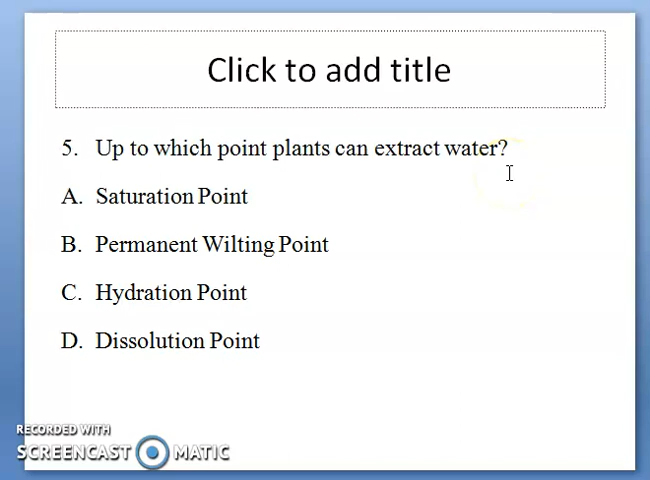 Click to add title
5. Up to which point plants can extract water?
A. Saturation Point
B. Permanent Wilting Point
C. Hydration Point
D. Dissolution Point
RECORDED WITH
SCREENCAST MATIC